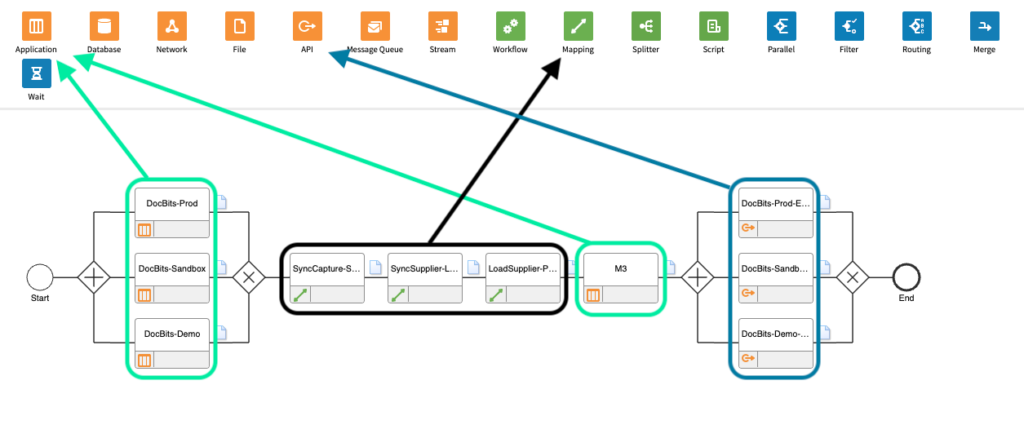 Application
Database
Network
File
API
Message Queue
Stream
Workflow
Mapping
Splitter
Script
Parallel
Filter
Routing
Merge
Wait
DocBits-Prod
DocBits-Sandbox
DocBits-Demo
Start
SyncCapture-S...
SyncSupplier-L...
LoadSupplier-P...
M3
DocBits-Prod-E...
DocBits-Sandb...
DocBits-Demo-...
End